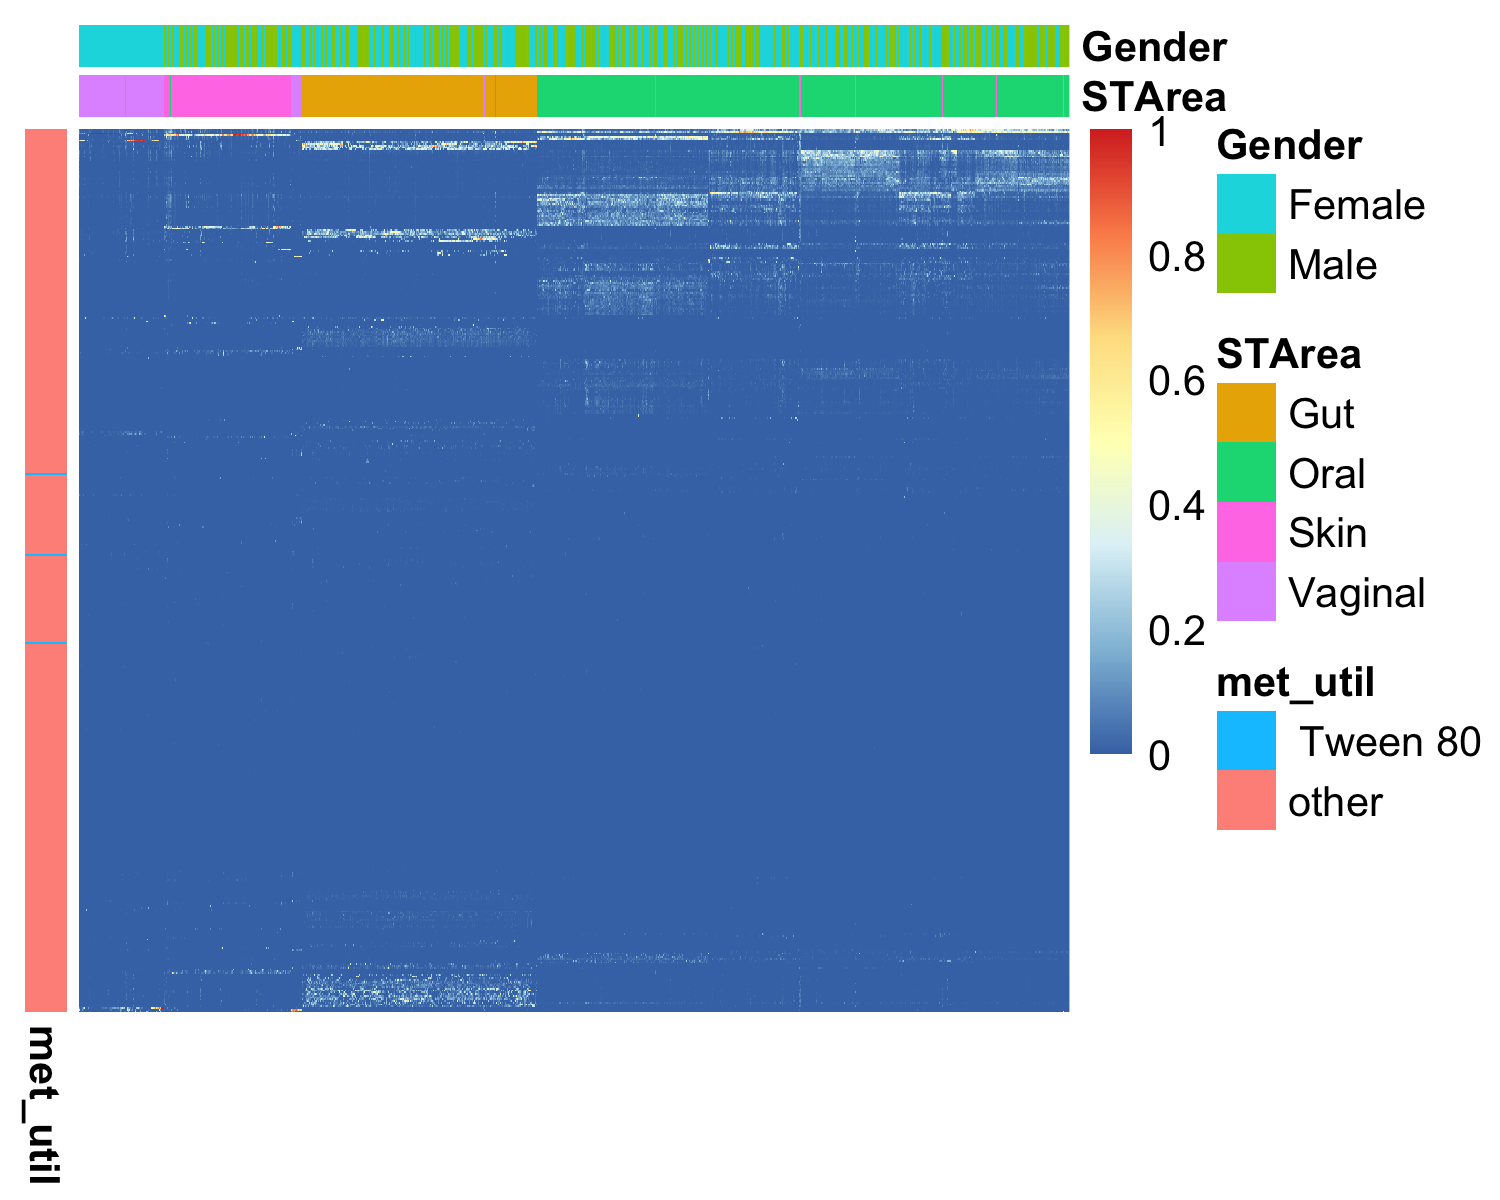 Gender
STArea
1
0.8
0.6
0.4
0.2
0
Gender
Female
Male
STArea
Gut
Oral
Skin
Vaginal
met_util
Tween 80
other
met_util